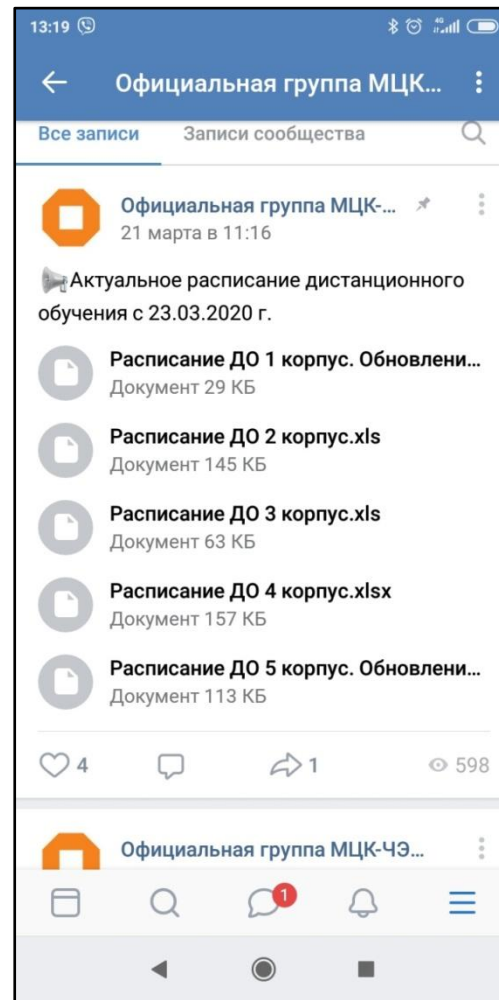 13:19
4G
Официальная группа МЦК...
Все записи Записи сообщества
Официальная группа МЦК-...
21 марта в 11:16
Актуальное расписание дистанционного
обучения с 23.03.2020 г.
Расписание ДО 1 корпус. Обновлени...
Документ 29 КБ
Расписание ДО 2 корпус.xls
Документ 145 КБ
Расписание ДО 3 корпус.xls
Документ 63 КБ
Расписание ДО 4 корпус.xlsx
Документ 157 КБ
Расписание ДО 5 корпус. Обновлени...
Документ 113 КБ
4 1 598
Официальная группа МЦК-ЧЭ...
1